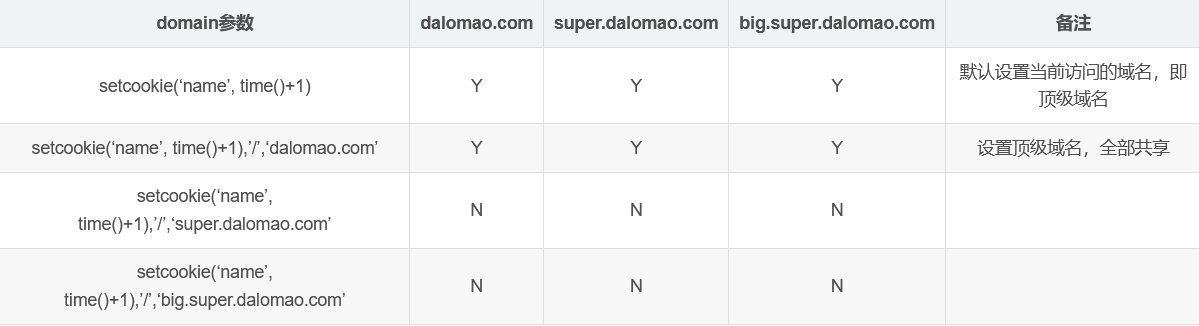 domain参数 dalomao.com super.dalomao.com big.super.dalomao.com 备注
setcookie(‘name’, time()+1) Y Y Y 默认设置当前访问的域名，即
顶级域名
setcookie(‘name’, time()+1),’/’,‘dalomao.com’ Y Y Y 设置顶级域名，全部共享
setcookie(‘name’,
time()+1),’/’,‘super.dalomao.com’ N N N
setcookie(‘name’,
time()+1),’/’,‘big.super.dalomao.com’ N N N